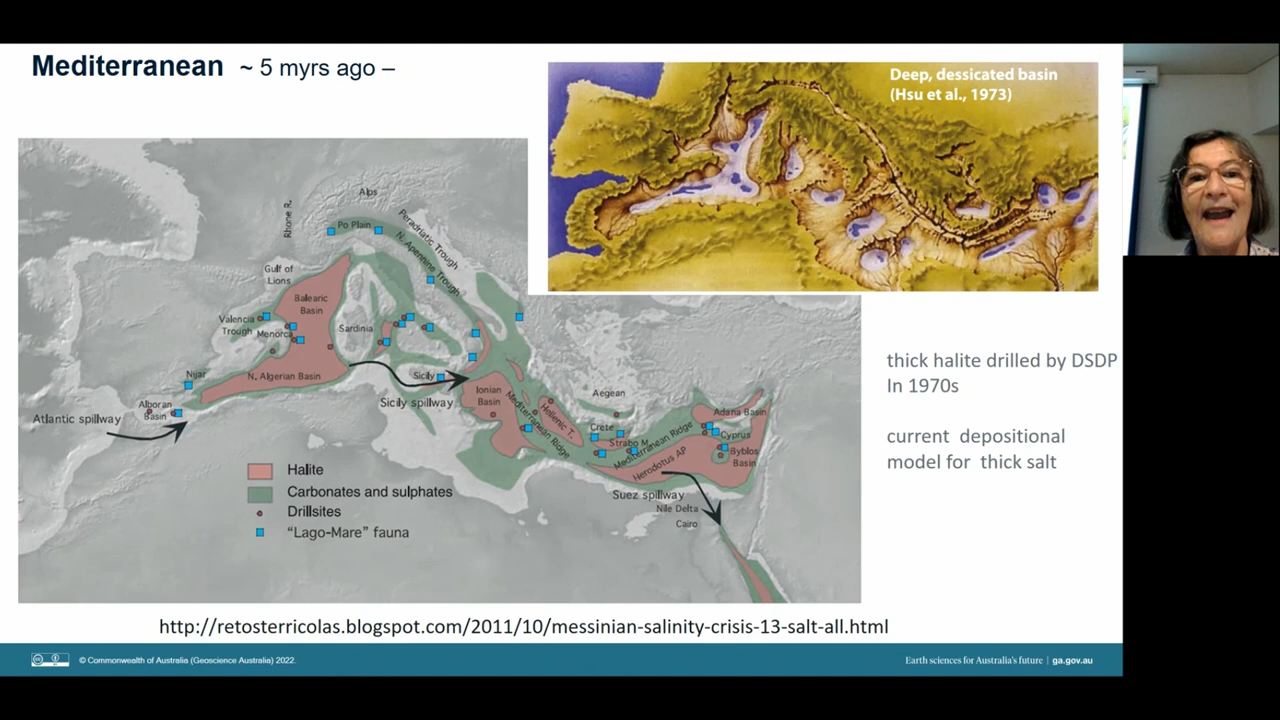 Mediterranean ~ 5 myrs ago –
Deep, dessicated basin
(Hsu et al., 1973)
Alps
Rhone R.
Po Plain
Peradriatic Trough
N. Apennine Trough
Gulf of
Lions
Balearic
Basin
Valencia
Trough
Menorca
Sardinia
Nijar
N. Algerian Basin
Sicily
Sicily spillway
Alboran
Basin
Atlantic spillway
Ionian
Basin
Mediterranean Ridge
Hellenic T.
Aegean
Crete
Strabo M.
Mediterranean Ridge
Herodotus AP
Adana Basin
Cyprus
Byblos
Basin
Suez spillway
Nile Delta
Cairo
Halite
Carbonates and sulphates
Drillsites
“Lago-Mare” fauna
thick halite drilled by DSDP
In 1970s
current depositional
model for thick salt
http://retosterricolas.blogspot.com/2011/10/messinian-salinity-crisis-13-salt-all.html
© Commonwealth of Australia (Geoscience Australia) 2022.
Earth sciences for Australia's future | ga.gov.au